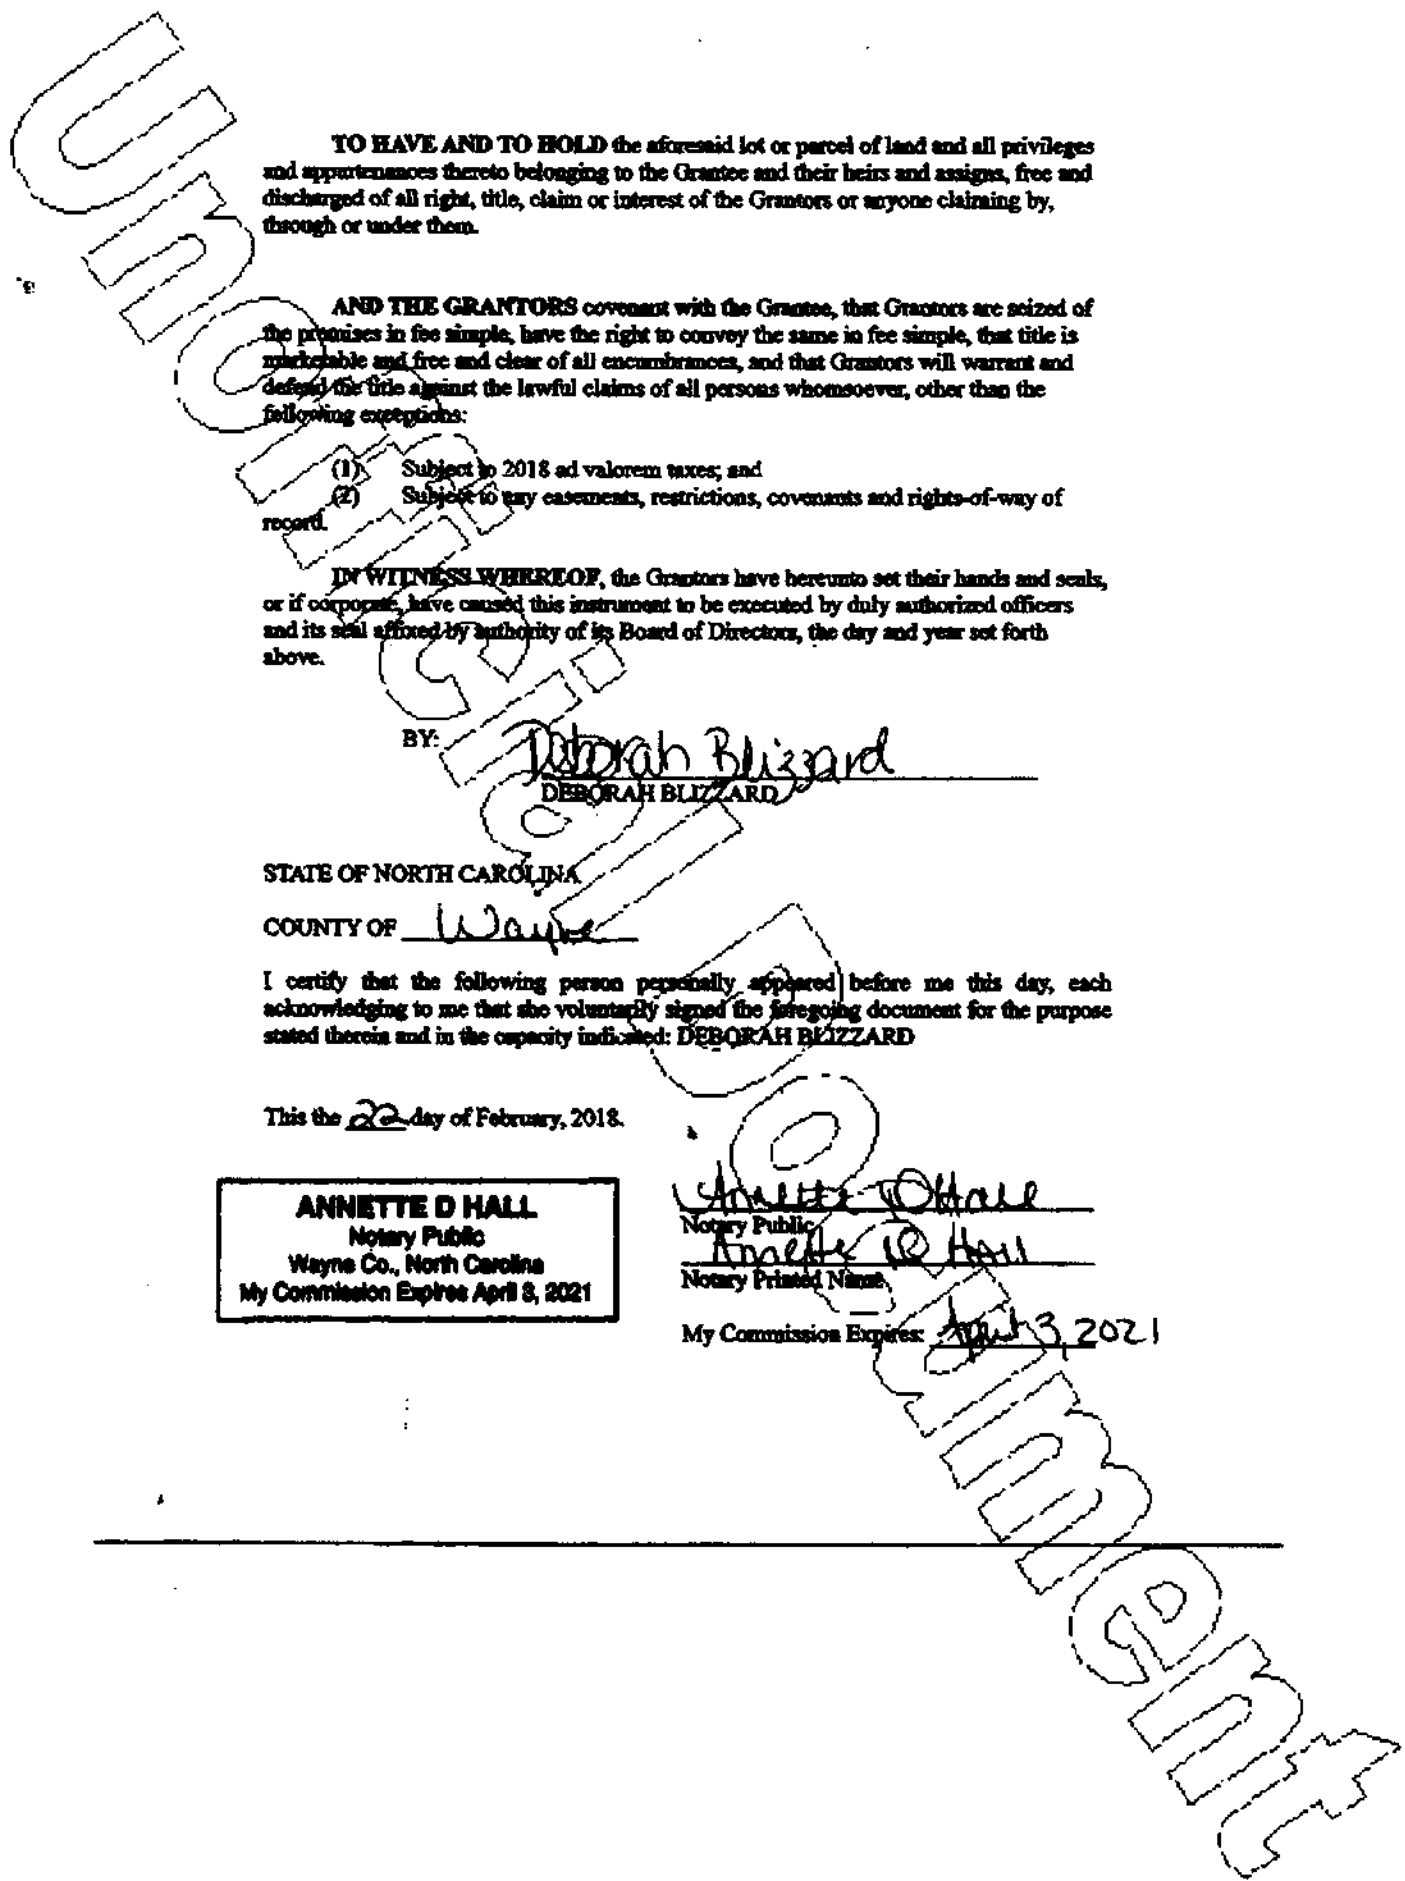 TO HAVE AND TO HOLD the aforesaid lot or parcel of land and all privileges
and appurtenances thereto belonging to the Grantee and their heirs and assigns, free and
discharged of all right, title, claim or interest of the Grantors or anyone claiming by,
through or under them.
AND THE GRANTORS covenant with the Grantee, that Grantors are seized of
the premises in fee simple, have the right to convey the same in fee simple, that title is
marketable and free and clear of all encumbrances, and that Grantors will warrant and
defend the title against the lawful claims of all persons whomsoever, other than the
following exceptions:
(1) Subject to 2018 ad valorem taxes; and
(2) Subject to any easements, restrictions, covenants and rights-of-way of
record.
IN WITNESS WHEREOF, the Grantors have hereunto set their hands and seals,
or if corporate, have caused this instrument to be executed by duly authorized officers
and its seal affixed by authority of its Board of Directors, the day and year set forth
above.
BY: Deborah Blizzard
DEBORAH BLIZZARD
STATE OF NORTH CAROLINA
COUNTY OF Wayne
I certify that the following person personally appeared before me this day, each
acknowledging to me that she voluntarily signed the foregoing document for the purpose
stated therein and in the capacity indicated: DEBORAH BLIZZARD
This the 22 day of February, 2018.
ANNETTE D HALL
Notary Public
Wayne Co., North Carolina
My Commission Expires April 3, 2021
Annette D Hall
Notary Public
Annette D Hall
Notary Printed Name
My Commission Expires: April 3, 2021
Unofficial Document